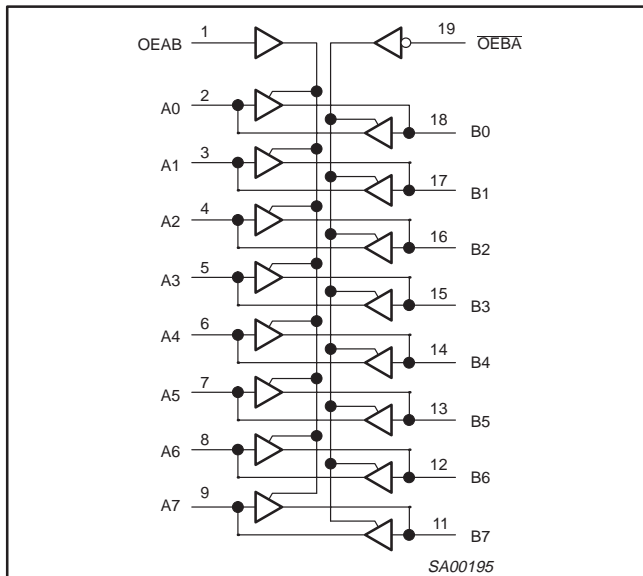 OEAB 1 19 OEBA
A0 2 18 B0
A1 3 17 B1
A2 4 16 B2
A3 5 15 B3
A4 6 14 B4
A5 7 13 B5
A6 8 12 B6
A7 9 11 B7
SA00195